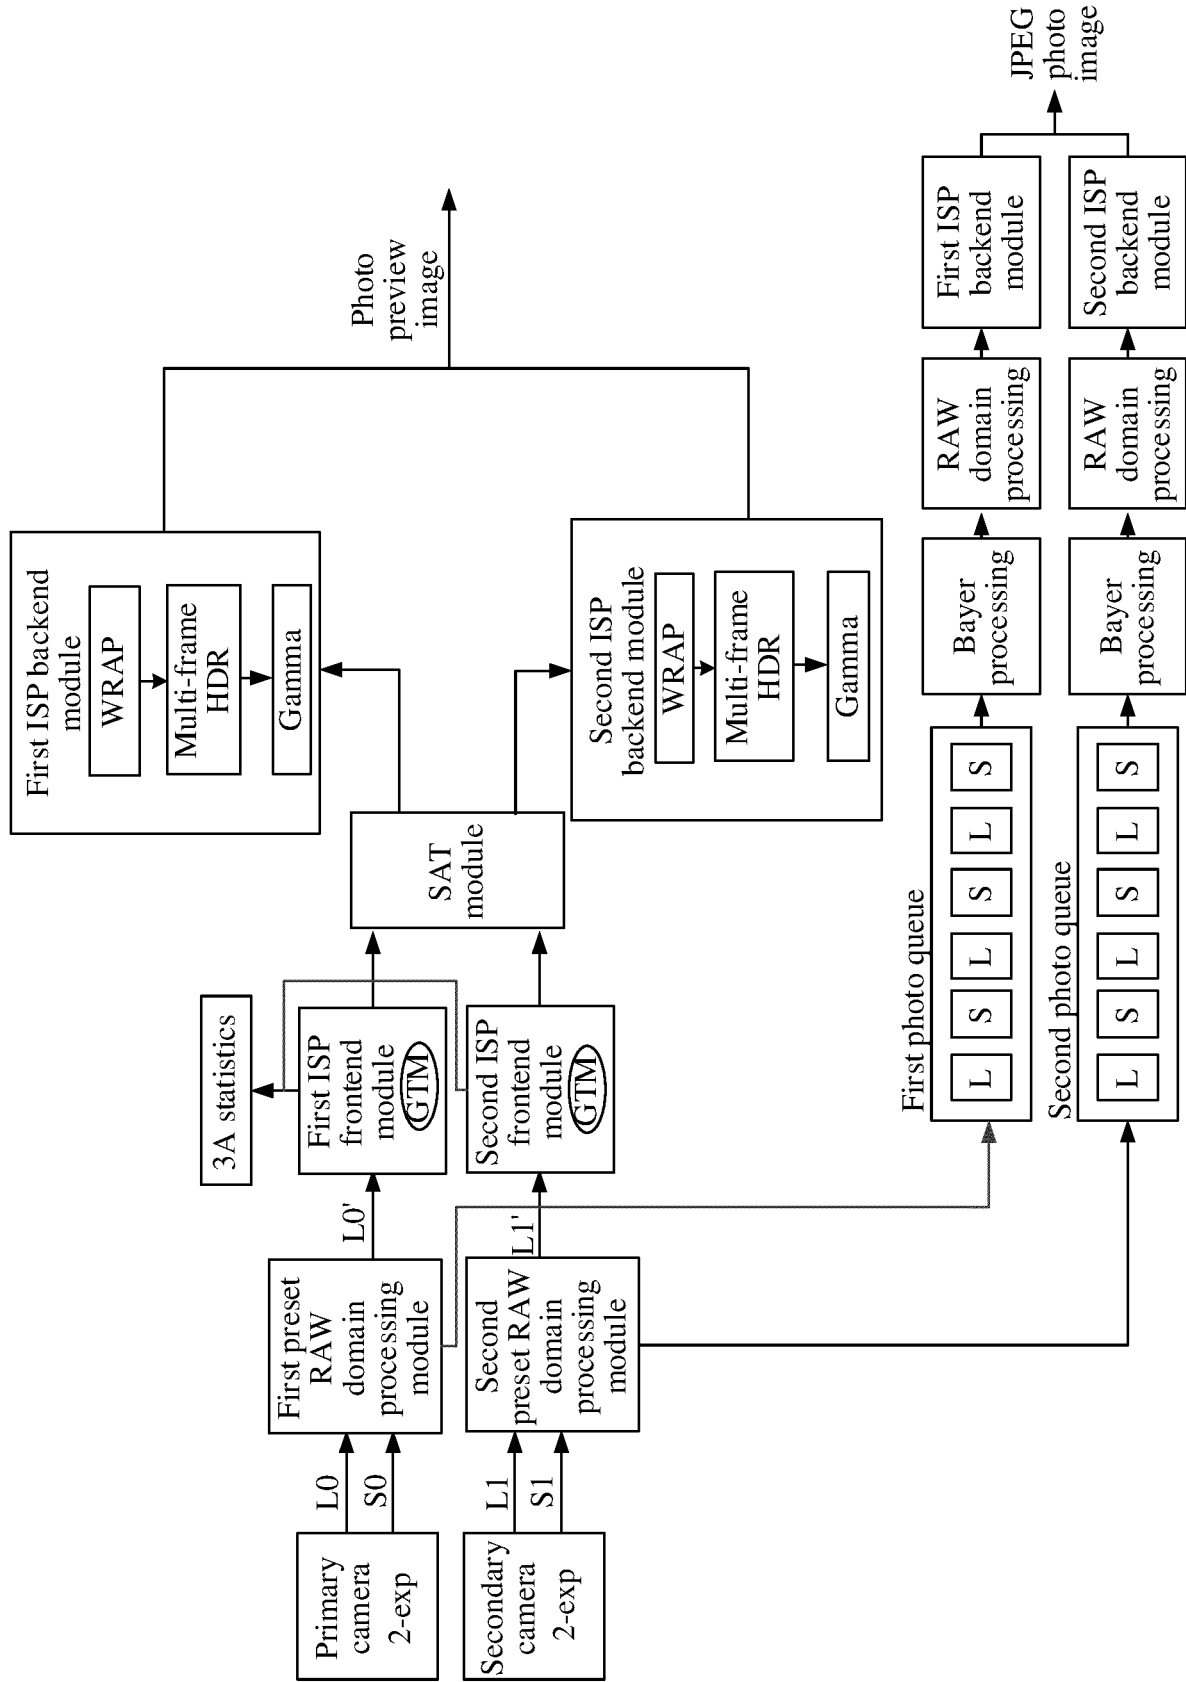 Primary
camera
2-exp
L0
S0
First preset
RAW
domain
processing
module
L0'
3A statistics
First ISP
frontend
module
GTM
Secondary
camera
2-exp
L1
S1
Second
preset RAW
domain
processing
module
L1'
Second ISP
frontend
module
GTM
SAT
module
First ISP backend
module
WRAP
Multi-frame
HDR
Gamma
Second ISP
backend module
WRAP
Multi-frame
HDR
Gamma
Photo
preview
image
First photo queue
L S L S L S
Bayer
processing
RAW
domain
processing
First ISP
backend
module
Second photo queue
L S L S L S
Bayer
processing
RAW
domain
processing
Second ISP
backend
module
JPEG
photo
image